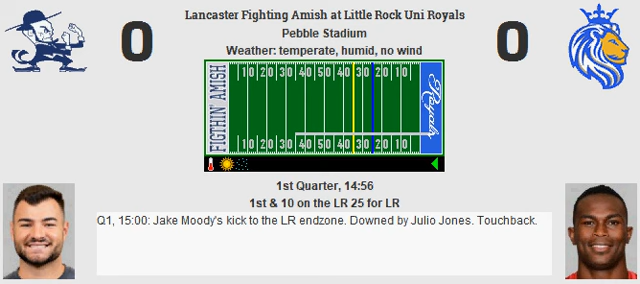 Lancaster Fighting Amish at Little Rock Uni Royals
0
Pebble Stadium
0
Weather: temperate, humid, no wind
FIGTHIN' AMISH
10 20 30 40 40 30 20 10
Royals
10 20 30 40 40 30 20 10
1st Quarter, 14:56
1st & 10 on the LR 25 for LR
Q1, 15:00: Jake Moody's kick to the LR endzone. Downed by Julio Jones. Touchback.